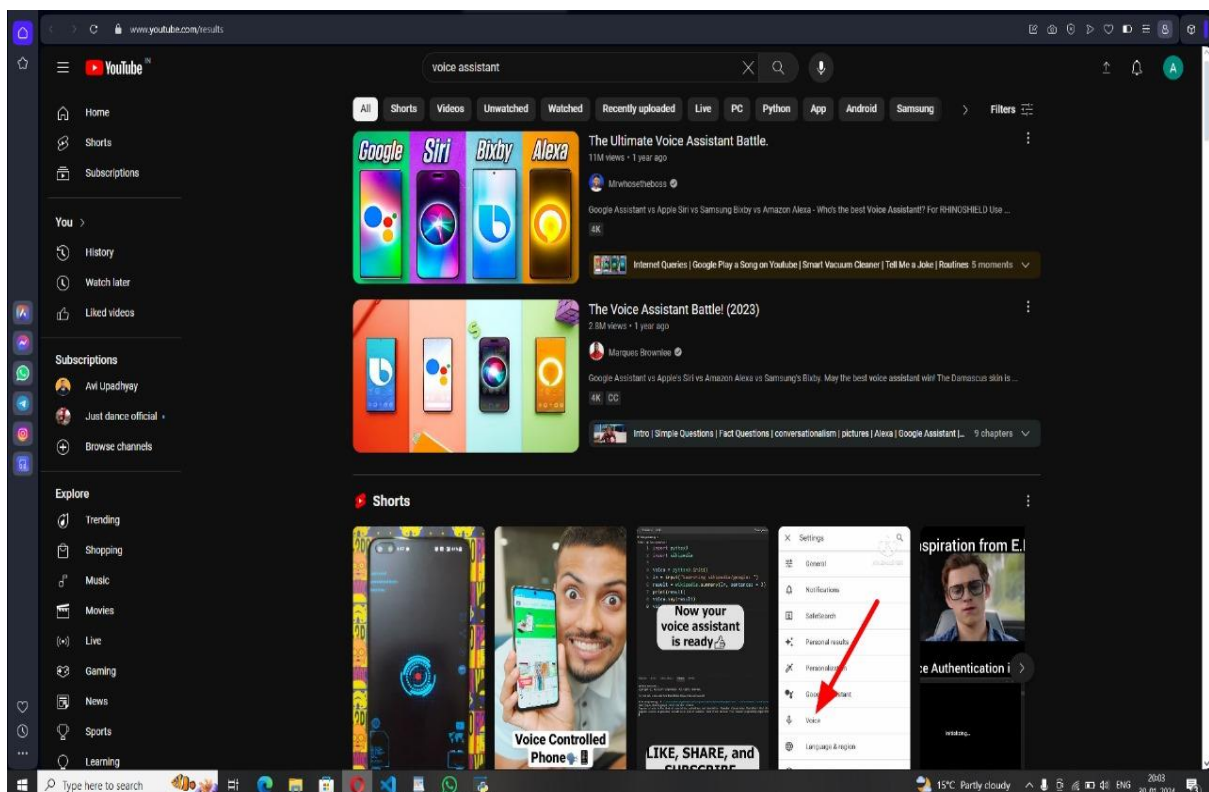 www.youtube.com/results
YouTube IN
voice assistant
A
Home
Shorts
Subscriptions
You >
History
Watch later
Liked videos
Subscriptions
Avi Upadhyay
Just dance official
Browse channels
Explore
Trending
Shopping
Music
Movies
Live
Gaming
News
Sports
Learning
All Shorts Videos Unwatched Watched Recently uploaded Live PC Python App Android Samsung > Filters
Google Siri Bixby Alexa
The Ultimate Voice Assistant Battle.
11M views • 1 year ago
Mrwhosetheboss
Google Assistant vs Apple Siri vs Samsung Bixby vs Amazon Alexa - Who's the best Voice Assistant!? For RHINOSHIELD Use ...
4K
Internet Queries | Google Play a Song on Youtube | Smart Vacuum Cleaner | Tell Me a Joke | Routines 5 moments
The Voice Assistant Battle! (2023)
2.8M views • 1 year ago
Marques Brownlee
Google Assistant vs Apple's Siri vs Amazon Alexa vs Samsung's Bixby. May the best voice assistant win! The Damascus skin is ...
4K CC
Intro | Simple Questions | Fact Questions | conversationalism | pictures | Alexa | Google Assistant |... 9 chapters
Shorts
Voice Controlled
Phone
Now your
voice assistant
is ready
LIKE, SHARE, and
SUBSCRIBE
Settings
General
Notifications
SafeSearch
Personal results
Voice
Language & region
spiration from E.
ce Authentication i
Initializing...
Type here to search
15°C Partly cloudy
ENG
20:03
30-01-2024